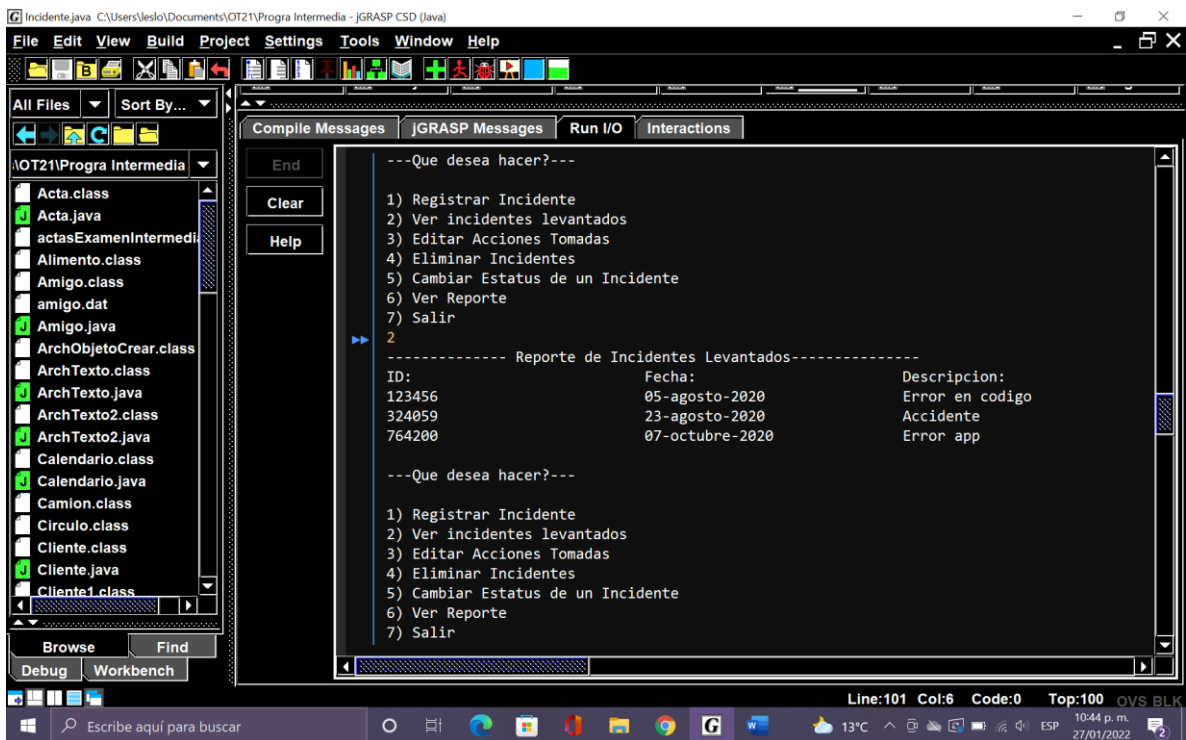 Incidente.java C:\Users\leslo\Documents\OT21\Progra Intermedia - jGRASP CSD (Java)
File Edit View Build Project Settings Tools Window Help
All Files Sort By...
Compile Messages jGRASP Messages Run I/O Interactions
\OT21\Progra Intermedia
End
Clear
Help
Acta.class
Acta.java
actasExamenIntermedi
Alimento.class
Amigo.class
amigo.dat
Amigo.java
ArchObjetoCrear.class
ArchTexto.class
ArchTexto.java
ArchTexto2.class
ArchTexto2.java
Calendario.class
Calendario.java
Camion.class
Circulo.class
Cliente.class
Cliente.java
Cliente1.class
Browse Find
Debug Workbench
---Que desea hacer?---
1) Registrar Incidente
2) Ver incidentes levantados
3) Editar Acciones Tomadas
4) Eliminar Incidentes
5) Cambiar Estatus de un Incidente
6) Ver Reporte
7) Salir
2
-------------- Reporte de Incidentes Levantados---------------
ID: Fecha: Descripcion:
123456 05-agosto-2020 Error en codigo
324059 23-agosto-2020 Accidente
764200 07-octubre-2020 Error app
---Que desea hacer?---
1) Registrar Incidente
2) Ver incidentes levantados
3) Editar Acciones Tomadas
4) Eliminar Incidentes
5) Cambiar Estatus de un Incidente
6) Ver Reporte
7) Salir
Line:101 Col:6 Code:0 Top:100 OVS BLK
Escribe aquí para buscar 13°C ESP 10:44 p. m.
27/01/2022